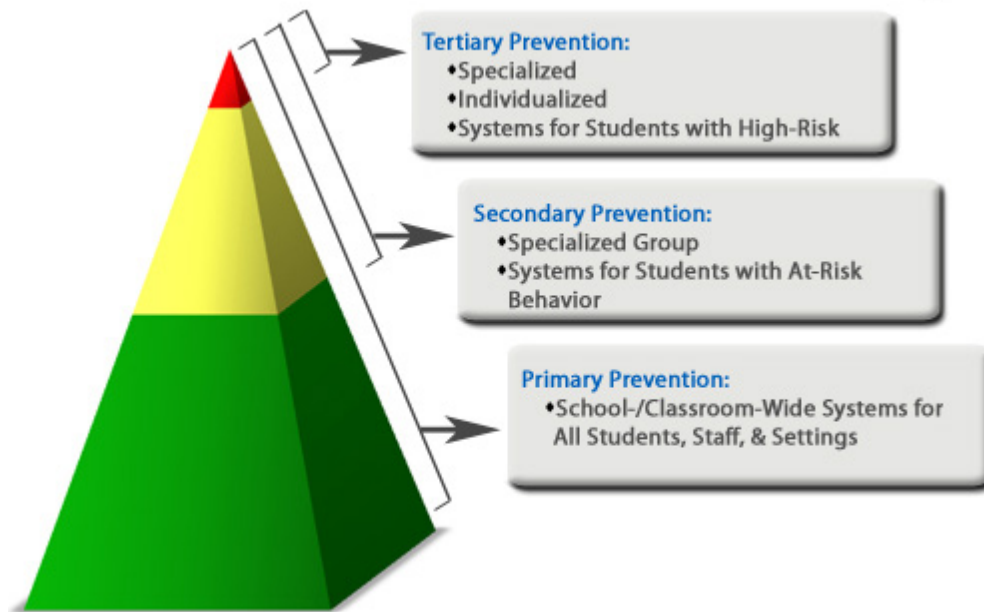 Tertiary Prevention:
♦Specialized
♦Individualized
♦Systems for Students with High-Risk
Secondary Prevention:
♦Specialized Group
♦Systems for Students with At-Risk
Behavior
Primary Prevention:
♦School-/Classroom-Wide Systems for
All Students, Staff, & Settings